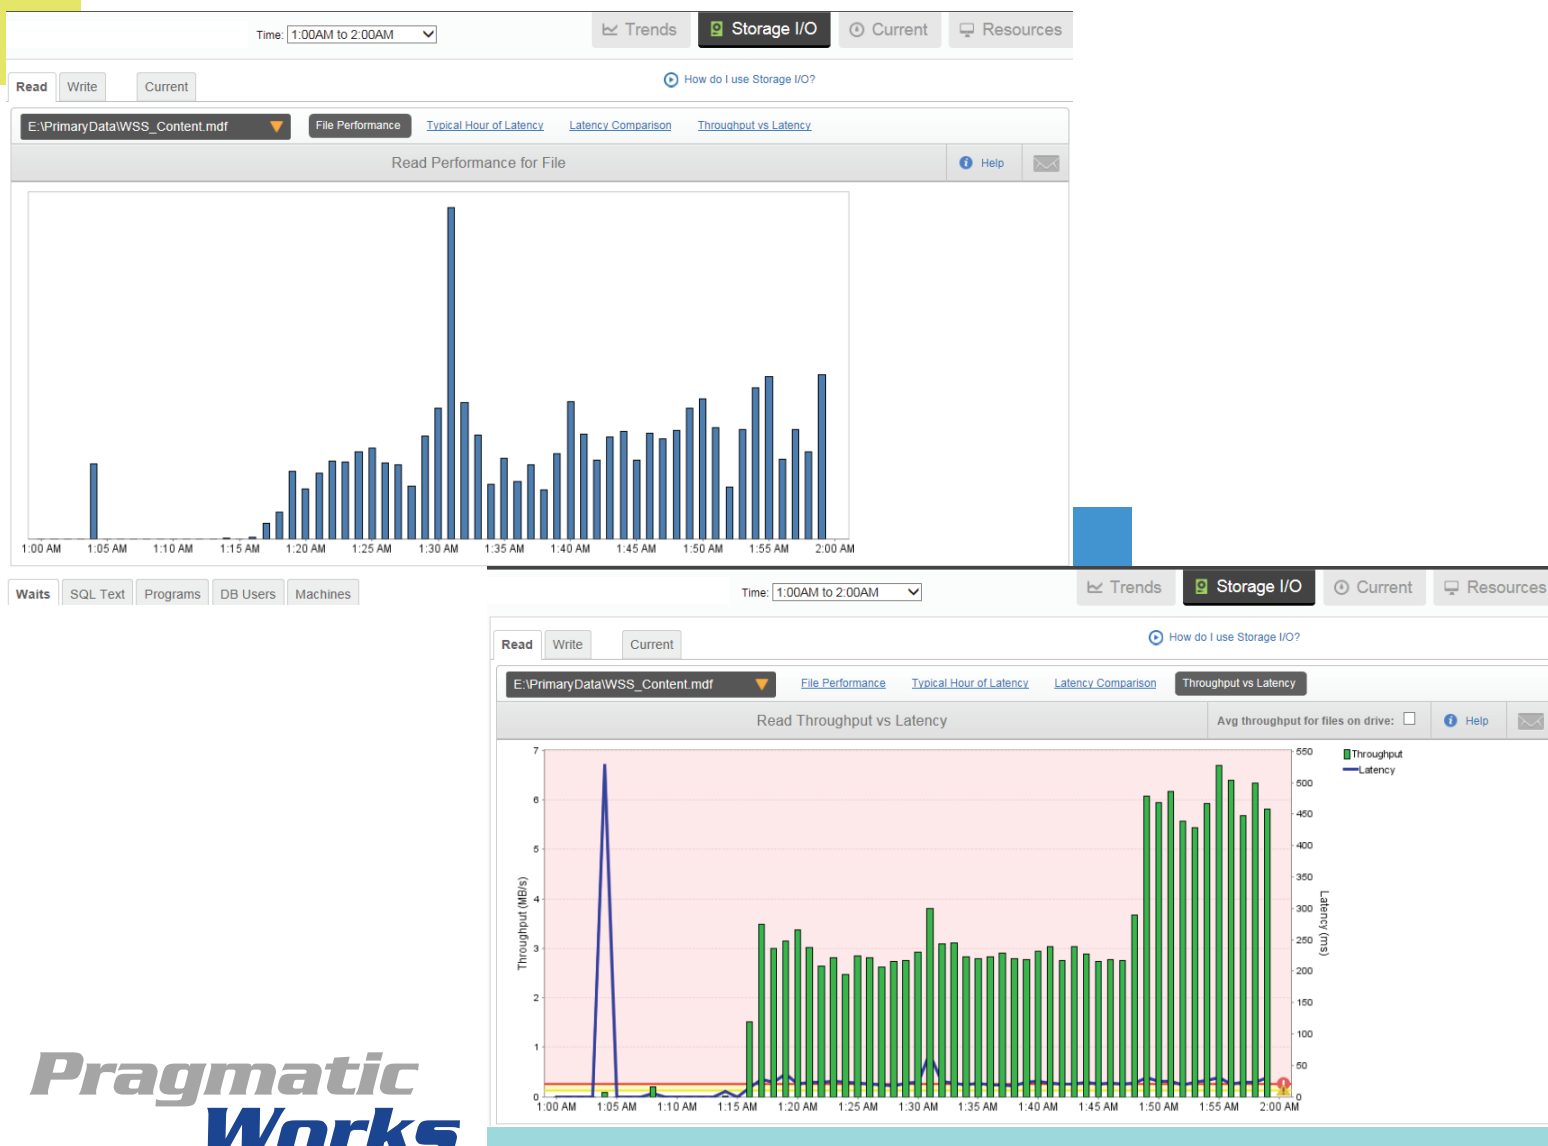 Time: 1:00AM to 2:00AM
Trends Storage I/O Current Resources
Read Write Current
How do I use Storage I/O?
E:\PrimaryData\WSS_Content.mdf File Performance Typical Hour of Latency Latency Comparison Throughput vs Latency
Read Performance for File Help
1:00 AM 1:05 AM 1:10 AM 1:15 AM 1:20 AM 1:25 AM 1:30 AM 1:35 AM 1:40 AM 1:45 AM 1:50 AM 1:55 AM 2:00 AM
Waits SQL Text Programs DB Users Machines
Time: 1:00AM to 2:00AM
Trends Storage I/O Current Resources
Read Write Current
How do I use Storage I/O?
E:\PrimaryData\WSS_Content.mdf File Performance Typical Hour of Latency Latency Comparison Throughput vs Latency
Read Throughput vs Latency Avg throughput for files on drive: Help
7
6
5
4
3
2
1
0
Throughput (MB/s)
550
500
450
400
350
300
250
200
150
100
50
0
Latency (ms)
Throughput
Latency
1:00 AM 1:05 AM 1:10 AM 1:15 AM 1:20 AM 1:25 AM 1:30 AM 1:35 AM 1:40 AM 1:45 AM 1:50 AM 1:55 AM 2:00 AM
Pragmatic
Works